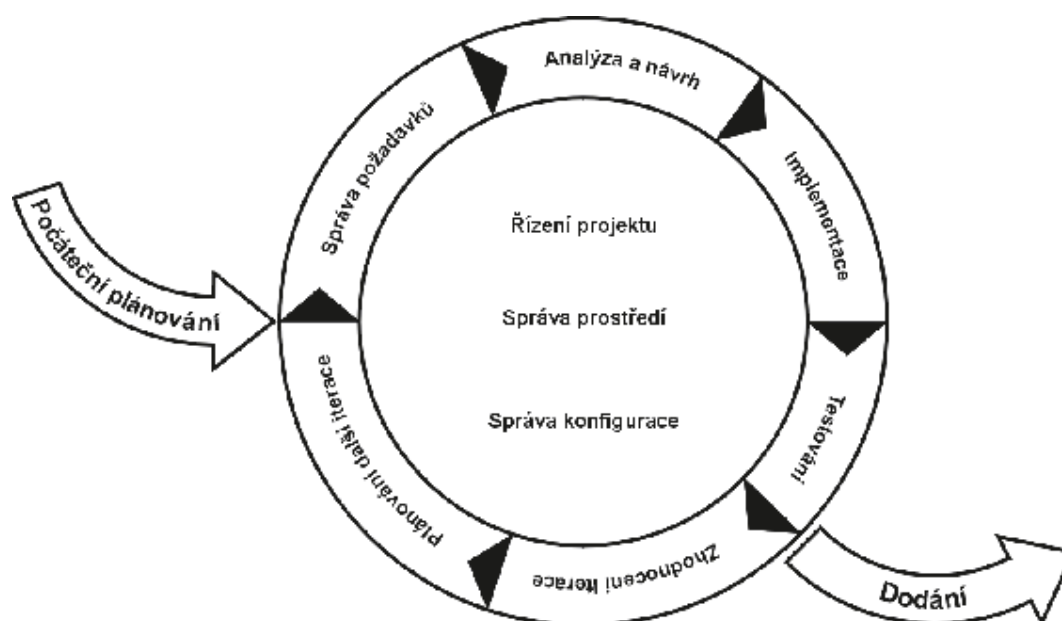 Počáteční plánování
Správa požadavků
Analýza a návrh
Implementace
Testování
Zhodnocení iterace
Plánování další iterace
Řízení projektu
Správa prostředí
Správa konfigurace
Dodání